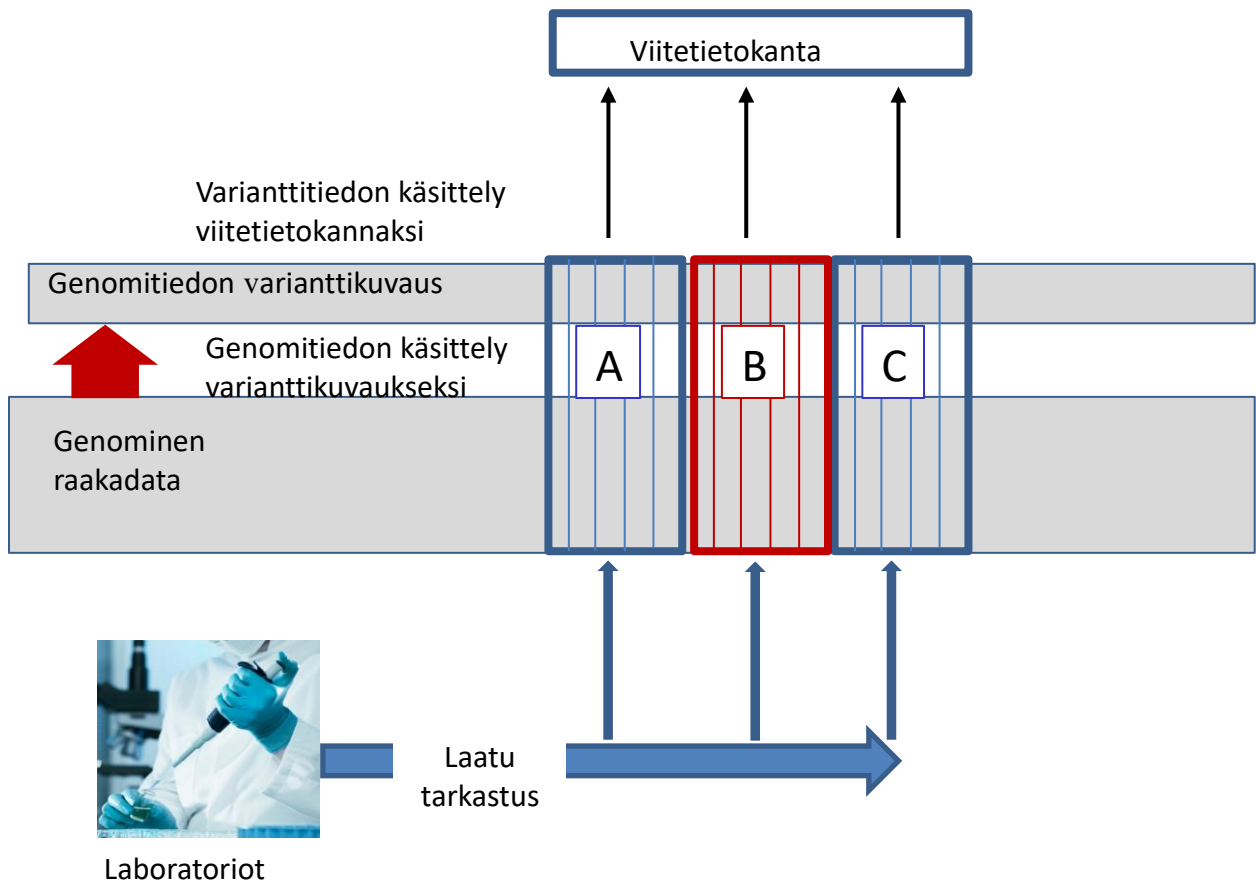 Viitetietokanta
Varianttitiedon käsittely
viitetietokannaksi
Genomitiedon varianttikuvaus
Genomitiedon käsittely
varianttikuvaukseksi
A
B
C
Genominen
raakadata
Laatu
tarkastus
Laboratoriot